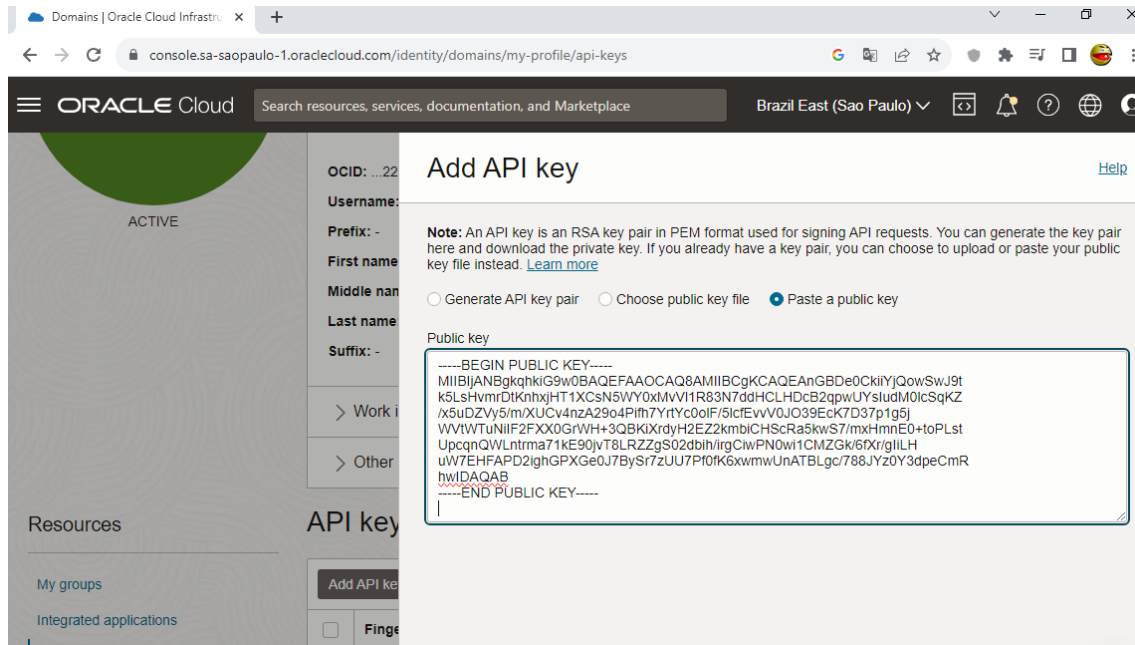 Domains | Oracle Cloud Infrastru
console.sa-saopaulo-1.oraclecloud.com/identity/domains/my-profile/api-keys
ORACLE Cloud
Search resources, services, documentation, and Marketplace
Brazil East (Sao Paulo)
ACTIVE
OCID: ...22
Username:
Prefix: -
First name
Middle nan
Last name
Suffix: -
Work i
Other
Resources
My groups
Integrated applications
API key
Add API ke
Finge
Add API key
Help
Note: An API key is an RSA key pair in PEM format used for signing API requests. You can generate the key pair
here and download the private key. If you already have a key pair, you can choose to upload or paste your public
key file instead. Learn more
Generate API key pair
Choose public key file
Paste a public key
Public key
-----BEGIN PUBLIC KEY-----
MIIBIjANBgkqhkiG9w0BAQEFAAOCAQ8AMIIBCgKCAQEAnGBDe0CkiiYjQowSwJ9t
k5LsHvmrDtKnhxjHT1XCsN5WY0xMvVI1R83N7ddHCLHDcB2qpwUYsIudM0IcSqKZ
/x5uDZVy5/m/XUCv4nzA29o4Pifh7YrtYc0oIF/5IcfEvvV0JO39EcK7D37p1g5j
WVtWTuNiIF2FXX0GrWH+3QBKiXrdyH2EZ2kmbiCHScRa5kwS7/mxHmnE0+toPLst
UpcqnQWLntrma71kE90jvT8LRZZgS02dbih/irgCiwPN0wi1CMZGk/6fXr/gIiLH
uW7EHFAPD2ighGPXGe0J7BySr7zUU7Pf0fK6xwmwUnATBLgc/788JYz0Y3dpeCmR
hwIDAQAB
-----END PUBLIC KEY-----